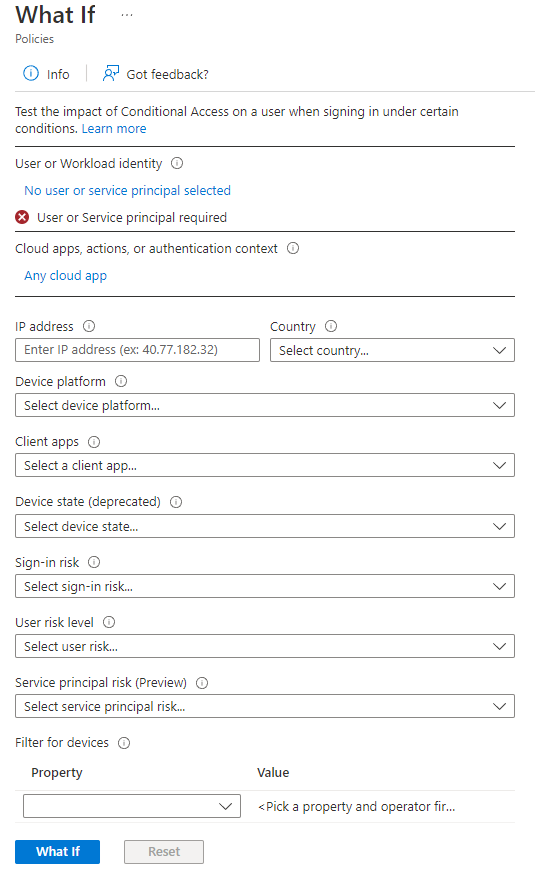 What If ...
Policies
Info Got feedback?
Test the impact of Conditional Access on a user when signing in under certain
conditions. Learn more
User or Workload identity
No user or service principal selected
User or Service principal required
Cloud apps, actions, or authentication context
Any cloud app
IP address Country
Enter IP address (ex: 40.77.182.32) Select country...
Device platform
Select device platform...
Client apps
Select a client app...
Device state (deprecated)
Select device state...
Sign-in risk
Select sign-in risk...
User risk level
Select user risk...
Service principal risk (Preview)
Select service principal risk...
Filter for devices
Property Value
<Pick a property and operator fir...
What If Reset